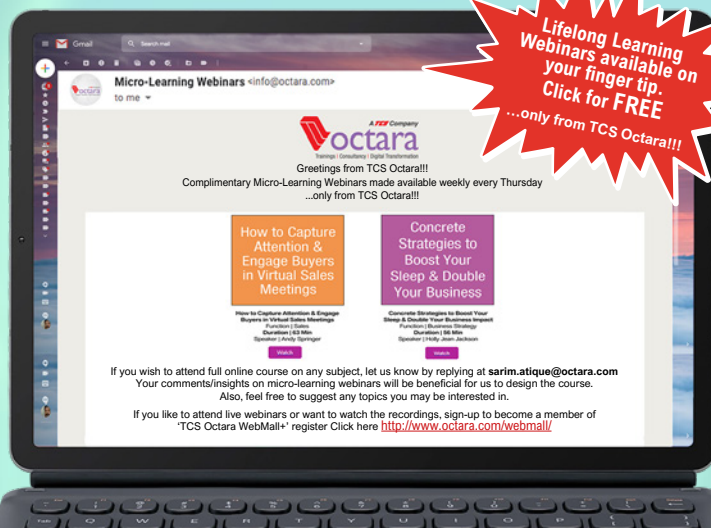 Lifelong Learning
Webinars available on
your finger tip.
Click for FREE
...only from TCS Octara!!!
Gmail
Search mail
Micro-Learning Webinars <info@octara.com>
to me
octara
A TCS Company
octara
Trainings | Consultancy | Digital Transformation
Greetings from TCS Octara!!!
Complimentary Micro-Learning Webinars made available weekly every Thursday
...only from TCS Octara!!!
How to Capture
Attention &
Engage Buyers
in Virtual Sales
Meetings
How to Capture Attention & Engage
Buyers in Virtual Sales Meetings
Function | Sales
Duration | 63 Min
Speaker | Andy Springer
Watch
Concrete
Strategies to
Boost Your
Sleep & Double
Your Business
Concrete Strategies to Boost Your
Sleep & Double Your Business Impact
Function | Business Strategy
Duration | 56 Min
Speaker | Holly Jean Jackson
Watch
If you wish to attend full online course on any subject, let us know by replying at sarim.atique@octara.com
Your comments/insights on micro-learning webinars will be beneficial for us to design the course.
Also, feel free to suggest any topics you may be interested in.
If you like to attend live webinars or want to watch the recordings, sign-up to become a member of
'TCS Octara WebMall+' register Click here http://www.octara.com/webmall/
Q W E R T Y U I O P